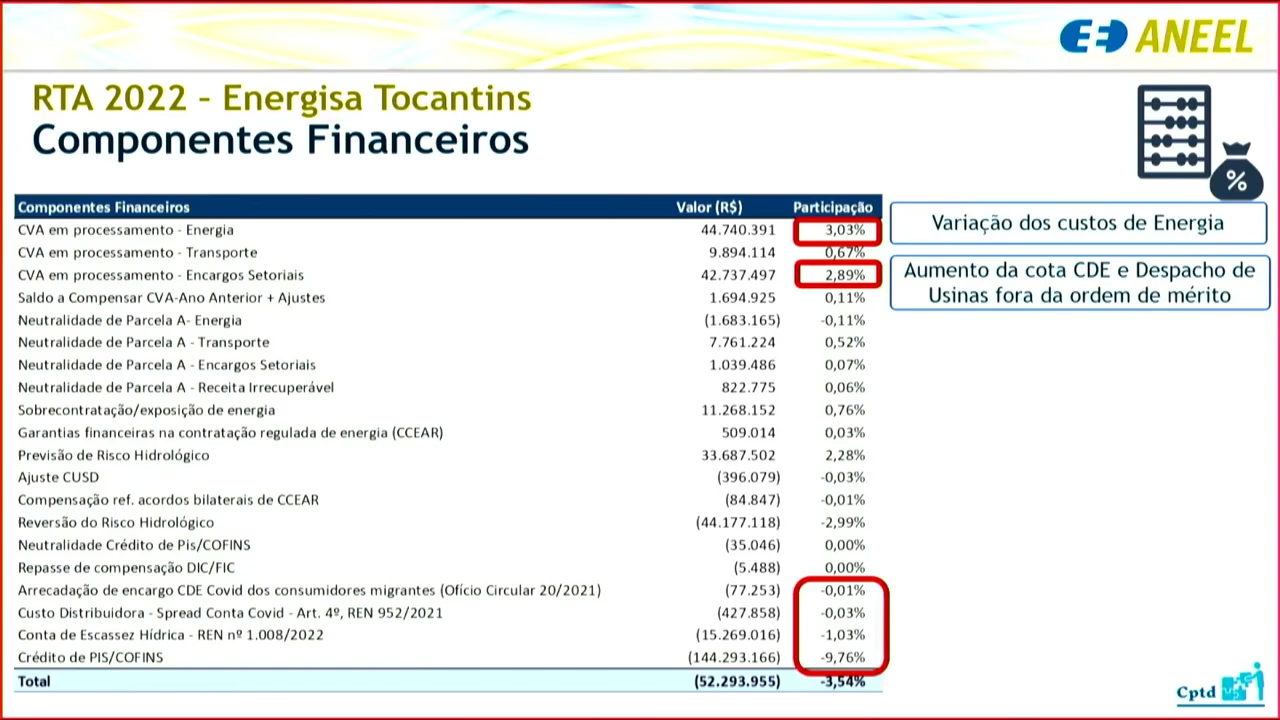 ANEEL
RTA 2022 – Energisa Tocantins
Componentes Financeiros
%
Componentes Financeiros Valor (R$) Participação
CVA em processamento - Energia 44.740.391 3,03%
CVA em processamento - Transporte 9.894.114 0,67%
CVA em processamento - Encargos Setoriais 42.737.497 2,89%
Saldo a Compensar CVA-Ano Anterior + Ajustes 1.694.925 0,11%
Neutralidade de Parcela A- Energia (1.683.165) -0,11%
Neutralidade de Parcela A - Transporte 7.761.224 0,52%
Neutralidade de Parcela A - Encargos Setoriais 1.039.486 0,07%
Neutralidade de Parcela A - Receita Irrecuperável 822.775 0,06%
Sobrecontratação/exposição de energia 11.268.152 0,76%
Garantias financeiras na contratação regulada de energia (CCEAR) 509.014 0,03%
Previsão de Risco Hidrológico 33.687.502 2,28%
Ajuste CUSD (396.079) -0,03%
Compensação ref. acordos bilaterais de CCEAR (84.847) -0,01%
Reversão do Risco Hidrológico (44.177.118) -2,99%
Neutralidade Crédito de Pis/COFINS (35.046) 0,00%
Repasse de compensação DIC/FIC (5.488) 0,00%
Arrecadação de encargo CDE Covid dos consumidores migrantes (Ofício Circular 20/2021) (77.253) -0,01%
Custo Distribuidora - Spread Conta Covid - Art. 4º, REN 952/2021 (427.858) -0,03%
Conta de Escassez Hídrica - REN nº 1.008/2022 (15.269.016) -1,03%
Crédito de PIS/COFINS (144.293.166) -9,76%
Total (52.293.955) -3,54%
Variação dos custos de Energia
Aumento da cota CDE e Despacho de
Usinas fora da ordem de mérito
Cptd